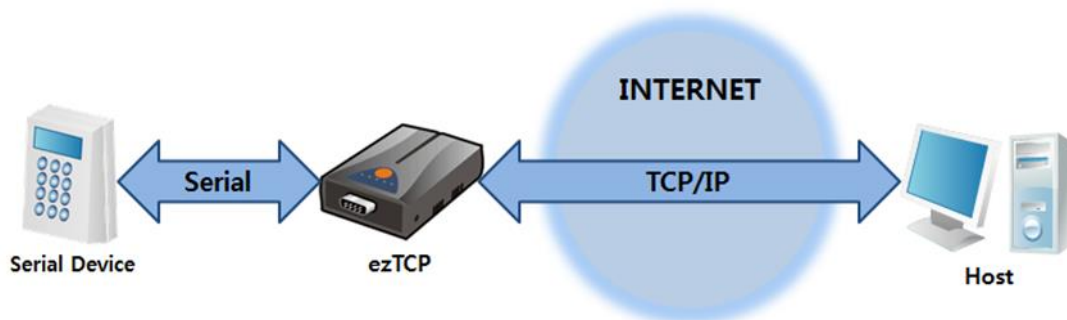 INTERNET
Serial
TCP/IP
Serial Device
ezTCP
Host